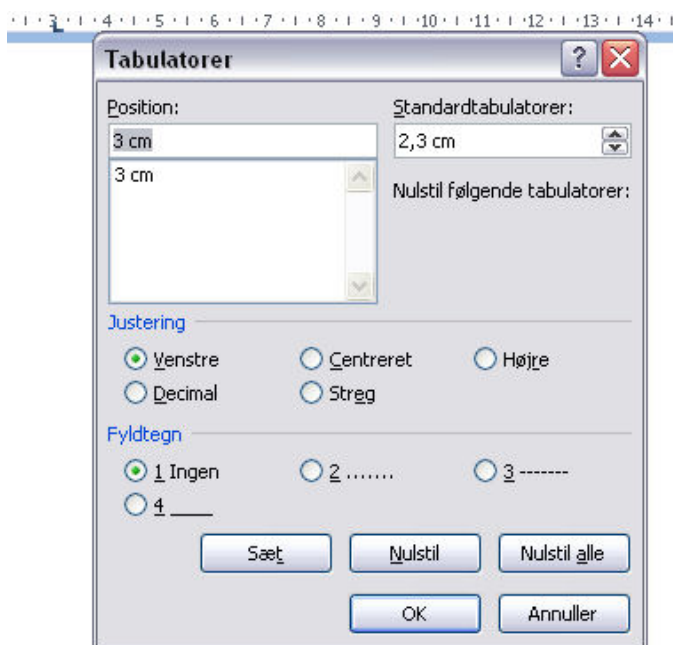 3 4 5 6 7 8 9 10 11 12 13 14
Tabulatorer
Position:
Standardtabulatorer:
3 cm
2,3 cm
3 cm
Nulstil følgende tabulatorer:
Justering
Venstre
Centreret
Højre
Decimal
Streg
Fyldtegn
1 Ingen
2 .......
3 -------
4 ____
Sæt
Nulstil
Nulstil alle
OK
Annuller